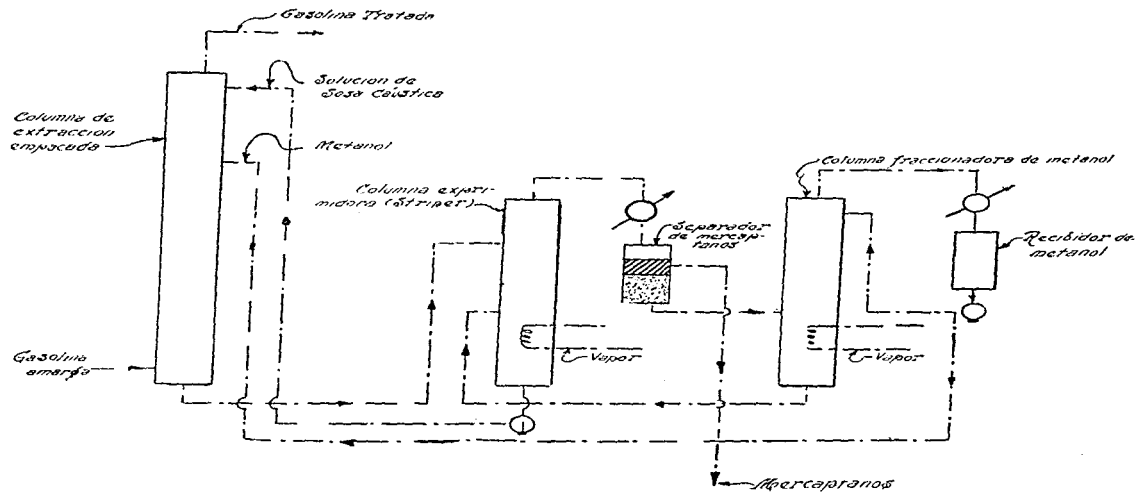 Gasolina Tratada
Solucion de
Sosa Caústica
Columna de
extraccion
empacada
Metanol
Columna fraccionadora de metanol
Columna expri-
midora (Striper)
Separador
de mercap-
tanos
Recibidor de
metanol
Gasolina
amarga
Vapor
Vapor
Mercaptanos